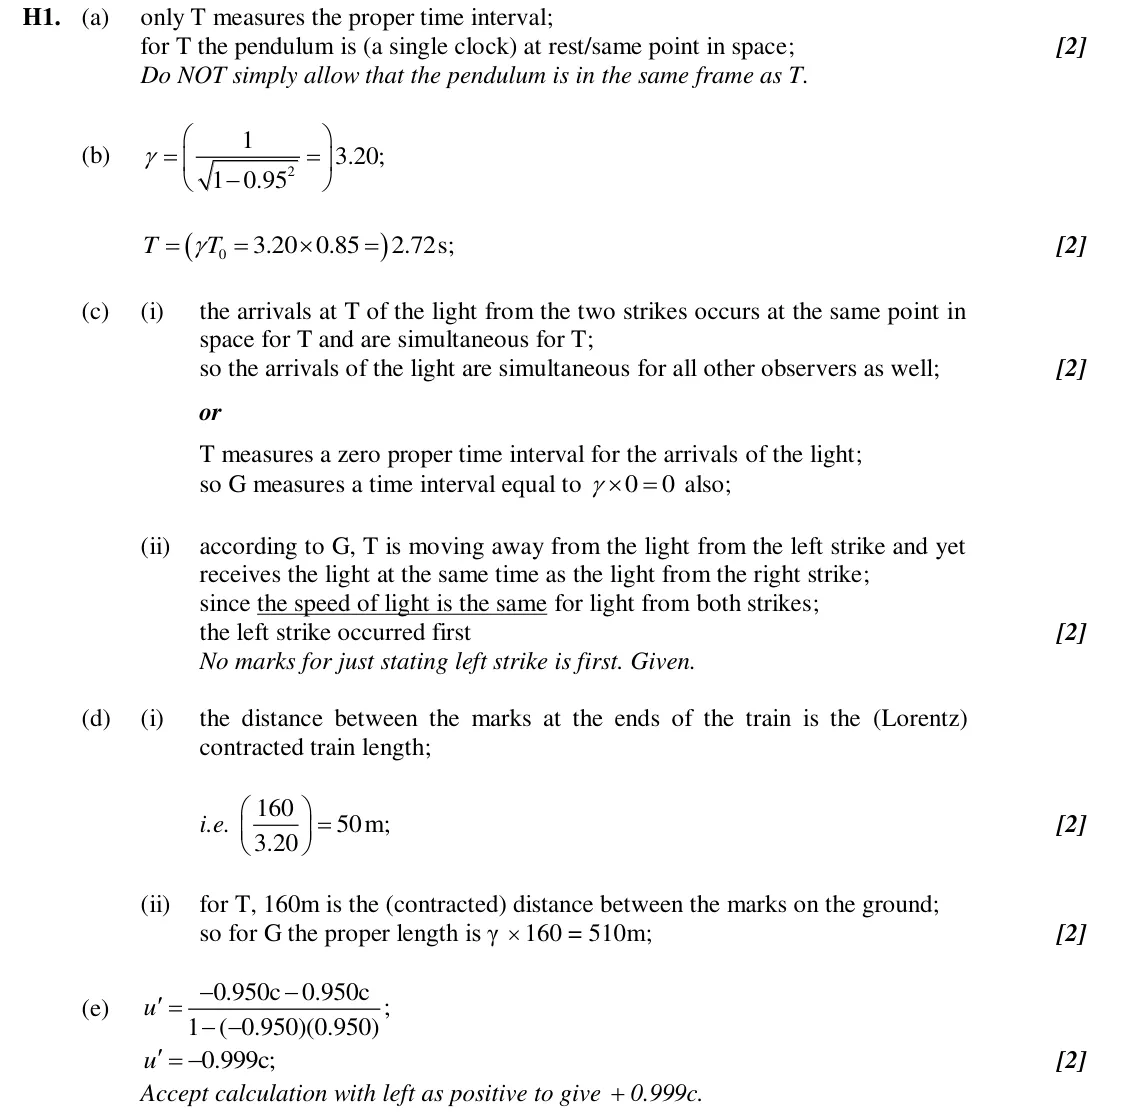 H1. (a) only T measures the proper time interval;
for T the pendulum is (a single clock) at rest/same point in space; [2]
Do NOT simply allow that the pendulum is in the same frame as T.
(b) γ = (1/√(1−0.95²) =) 3.20;
T = (γT₀ = 3.20×0.85 =) 2.72s; [2]
(c) (i) the arrivals at T of the light from the two strikes occurs at the same point in
space for T and are simultaneous for T;
so the arrivals of the light are simultaneous for all other observers as well; [2]
or
T measures a zero proper time interval for the arrivals of the light;
so G measures a time interval equal to γ×0=0 also;
(ii) according to G, T is moving away from the light from the left strike and yet
receives the light at the same time as the light from the right strike;
since the speed of light is the same for light from both strikes;
the left strike occurred first [2]
No marks for just stating left strike is first. Given.
(d) (i) the distance between the marks at the ends of the train is the (Lorentz)
contracted train length;
i.e. (160/3.20) = 50m; [2]
(ii) for T, 160m is the (contracted) distance between the marks on the ground;
so for G the proper length is γ ×160 = 510m; [2]
(e) u′ = (−0.950c−0.950c)/(1−(−0.950)(0.950));
u′ = −0.999c; [2]
Accept calculation with left as positive to give +0.999c.